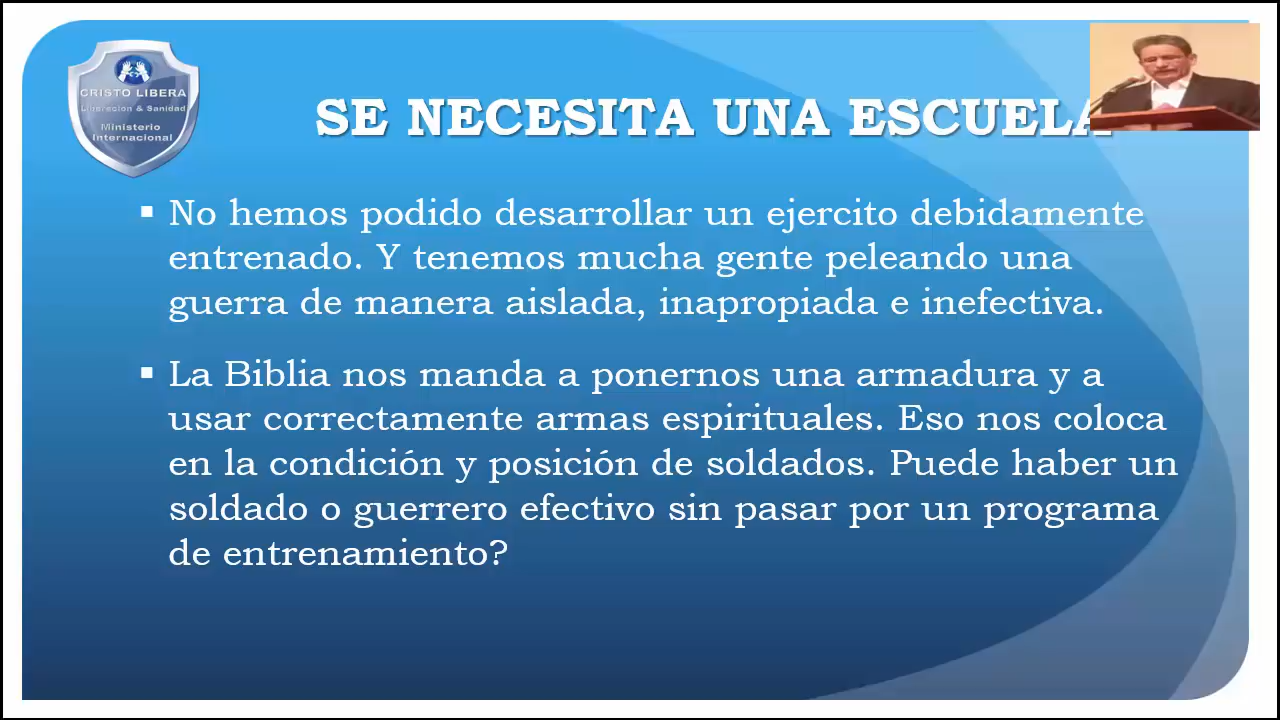 CRISTO LIBERA
Liberación & Sanidad
Ministerio
Internacional
SE NECESITA UNA ESCUELA
▪ No hemos podido desarrollar un ejercito debidamente
entrenado. Y tenemos mucha gente peleando una
guerra de manera aislada, inapropiada e inefectiva.
▪ La Biblia nos manda a ponernos una armadura y a
usar correctamente armas espirituales. Eso nos coloca
en la condición y posición de soldados. Puede haber un
soldado o guerrero efectivo sin pasar por un programa
de entrenamiento?